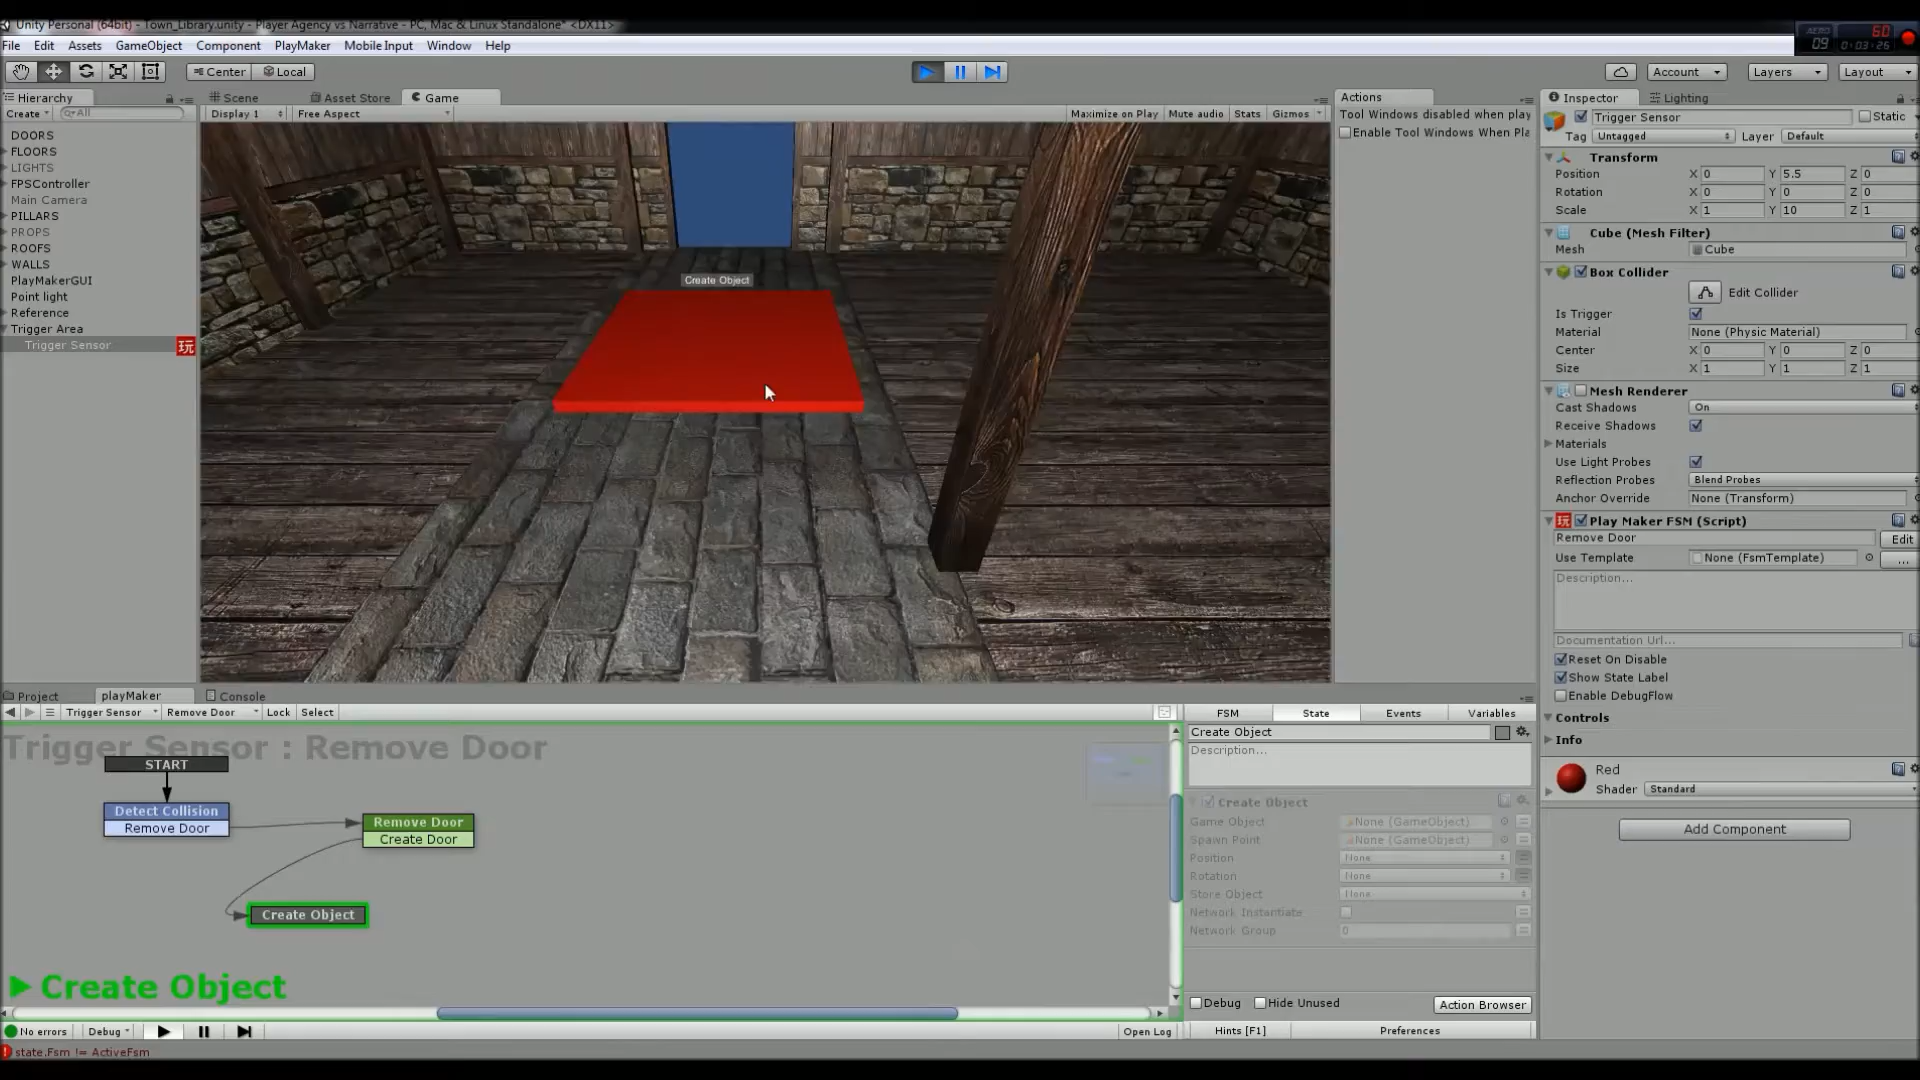 Unity Personal (64bit) - Town_Library.unity - Player Agency vs Narrative - PC, Mac & Linux Standalone* <DX11>
AERO 60
09 0:03:26
File Edit Assets GameObject Component PlayMaker Mobile Input Window Help
Center Local Account Layers Layout
Hierarchy Scene Asset Store Game Actions Inspector Lighting
Create All Display 1 Free Aspect Maximize on Play Mute audio Stats Gizmos
Tool Windows disabled when play
Enable Tool Windows When Pla
DOORS
FLOORS
LIGHTS
FPSController
Main Camera
PILLARS
PROPS
ROOFS
WALLS
PlayMakerGUI
Point light
Reference
Trigger Area
Trigger Sensor 玩
Create Object
Trigger Sensor Static
Tag Untagged Layer Default
Transform
Position X 0 Y 5.5 Z 0
Rotation X 0 Y 0 Z 0
Scale X 1 Y 10 Z 1
Cube (Mesh Filter)
Mesh Cube
Box Collider
Edit Collider
Is Trigger
Material None (Physic Material)
Center X 0 Y 0 Z 0
Size X 1 Y 1 Z 1
Mesh Renderer
Cast Shadows On
Receive Shadows
Materials
Use Light Probes
Reflection Probes Blend Probes
Anchor Override None (Transform)
玩 Play Maker FSM (Script)
Remove Door Edit
Use Template None (FsmTemplate) ...
Description...
Documentation Url...
Reset On Disable
Show State Label
Enable DebugFlow
Controls
Info
Red
Shader Standard
Add Component
Project playMaker Console
Trigger Sensor Remove Door Lock Select
Trigger Sensor : Remove Door
START
Detect Collision
Remove Door
Remove Door
Create Door
Create Object
Create Object
No errors Debug Open Log
state.Fsm != ActiveFsm
FSM State Events Variables
Create Object
Description...
Create Object
Game Object None (GameObject)
Spawn Point None (GameObject)
Position None
Rotation None
Store Object None
Network Instantiate
Network Group 0
Debug Hide Unused Action Browser
Hints [F1] Preferences